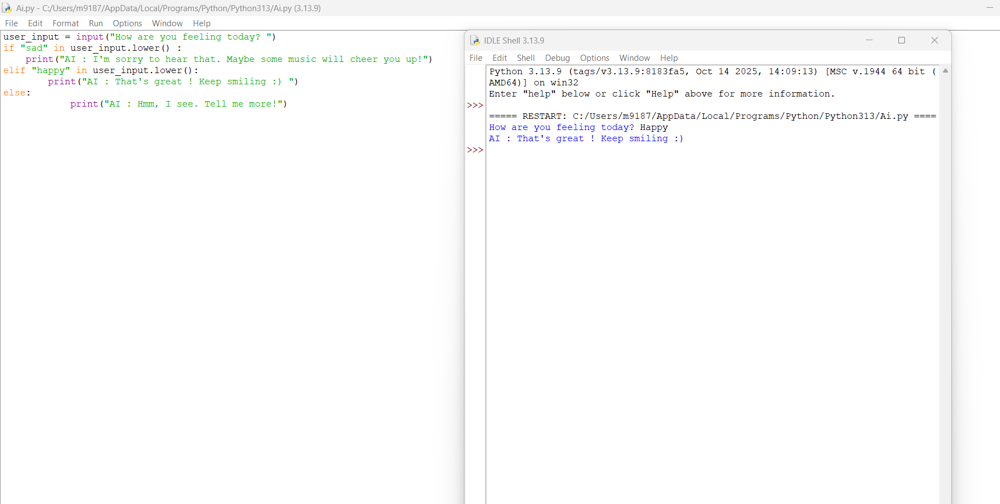 Ai.py - C:/Users/m9187/AppData/Local/Programs/Python/Python313/Ai.py (3.13.9)
File Edit Format Run Options Window Help
user_input = input("How are you feeling today? ")
if "sad" in user_input.lower() :
    print("AI : I'm sorry to hear that. Maybe some music will cheer you up!")
elif "happy" in user_input.lower():
        print("AI : That's great ! Keep smiling :) ")
else:
            print("AI : Hmm, I see. Tell me more!")
IDLE Shell 3.13.9
File Edit Shell Debug Options Window Help
Python 3.13.9 (tags/v3.13.9:8183fa5, Oct 14 2025, 14:09:13) [MSC v.1944 64 bit (
AMD64)] on win32
Enter "help" below or click "Help" above for more information.
>>>
===== RESTART: C:/Users/m9187/AppData/Local/Programs/Python/Python313/Ai.py ====
How are you feeling today? Happy
AI : That's great ! Keep smiling :)
>>>